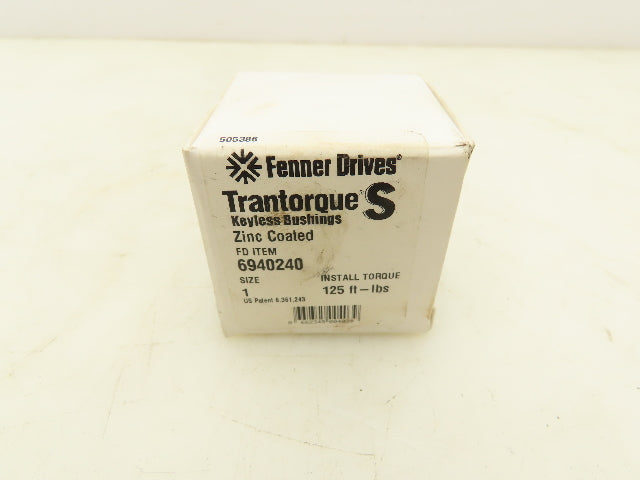 505386
Fenner Drives®
Trantorque S
Keyless Bushings
Zinc Coated
FD ITEM
6940240
SIZE
1
INSTALL TORQUE
125 ft-lbs
US Patent 6,361,243